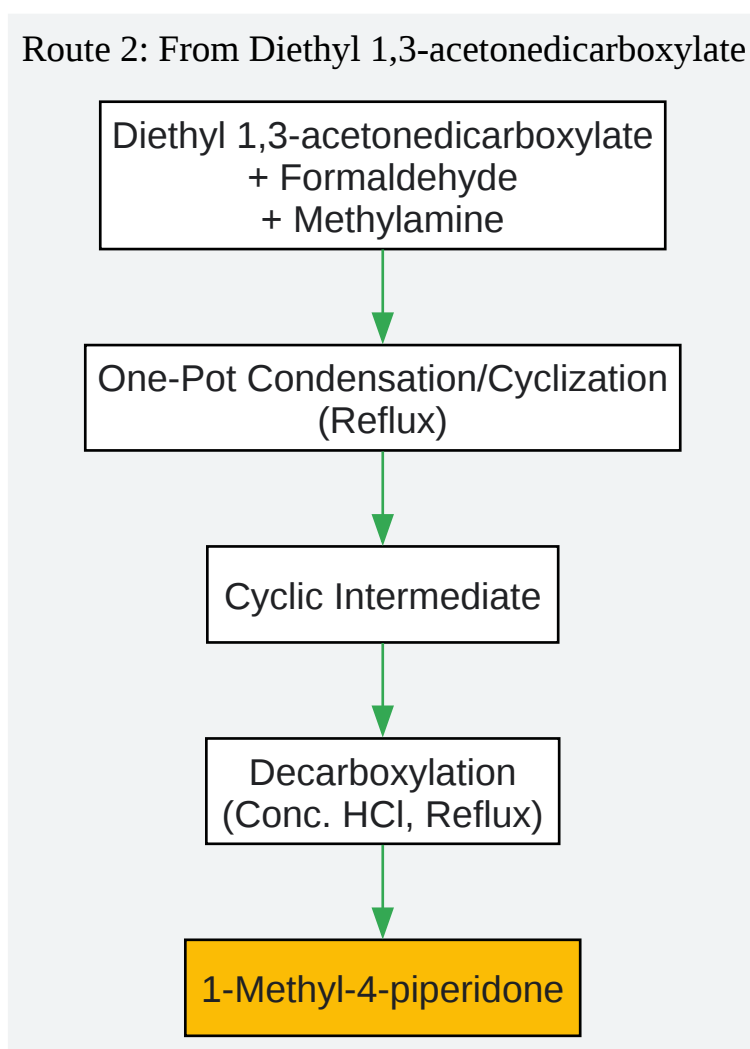 Route 2: From Diethyl 1,3-acetonedicarboxylate
Diethyl 1,3-acetonedicarboxylate
+ Formaldehyde
+ Methylamine
One-Pot Condensation/Cyclization
(Reflux)
Cyclic Intermediate
Decarboxylation
(Conc. HCl, Reflux)
1-Methyl-4-piperidone